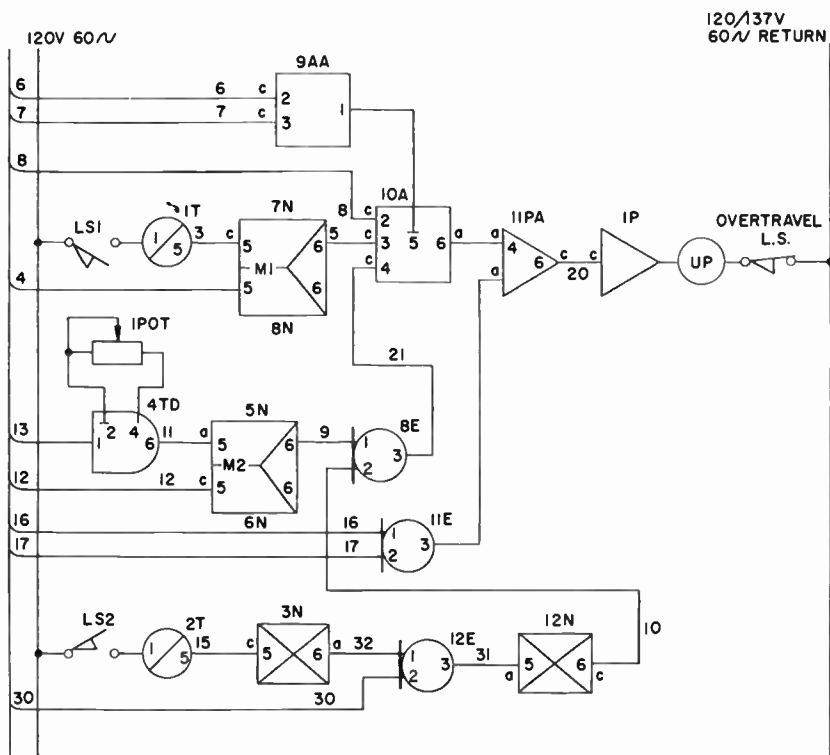 120V 60∿
120/137V
60∿ RETURN
9AA
6 6 c 2 1
7 7 c 3
8 8 c 2
10A
LS1 1T 7N
1 5 3 c 5 6 5 c 3 5 6 a
M1
4 5 6 c 4
8N
11PA
a 4 6 c 20 c
a
1P
UP
OVERTRAVEL
L.S.
1POT
21
4TD
2 4
13 1 6 11 a 5 6 9 1 3
5N
8E
M2
12 12 c 5 6 2
6N
11E
16 16 1 3
17 17 2
LS2 2T 3N 12E 12N
1 5 15 c 5 6 a 32 1 3 31 a 5 6 c 10
2
30 30